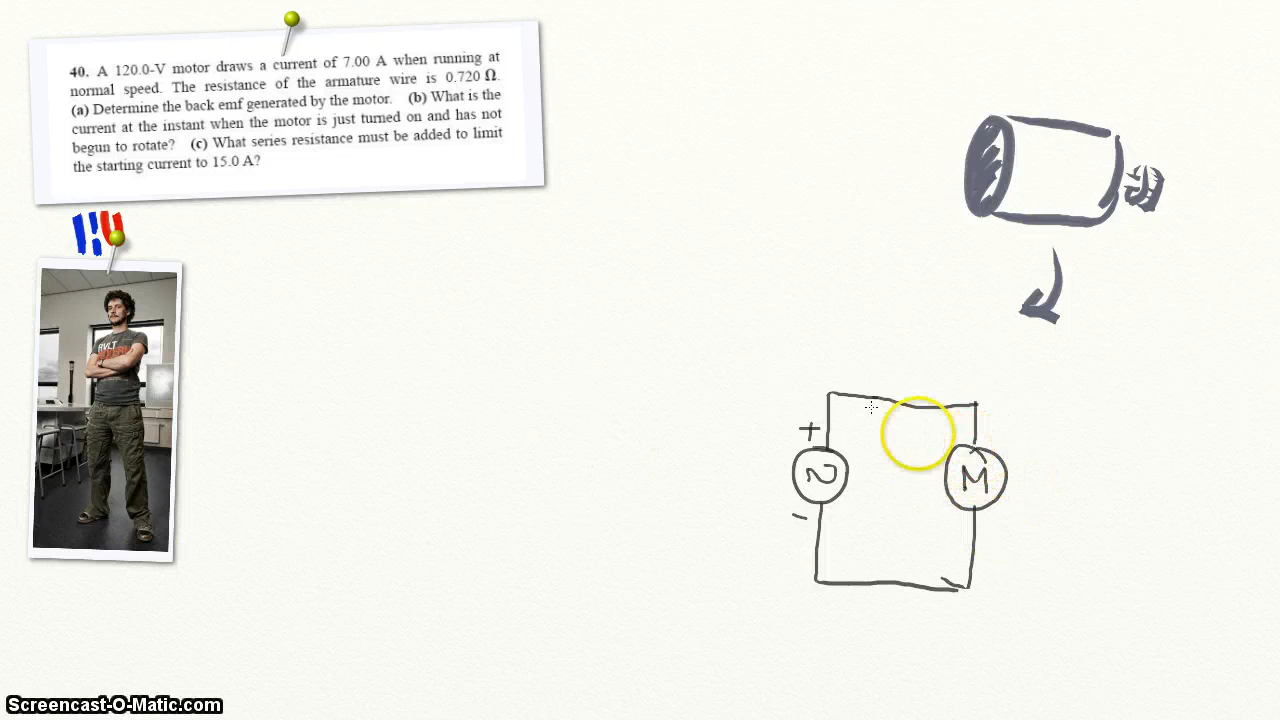 40. A 120.0-V motor draws a current of 7.00 A when running at
normal speed. The resistance of the armature wire is 0.720 Ω.
(a) Determine the back emf generated by the motor. (b) What is the
current at the instant when the motor is just turned on and has not
begun to rotate? (c) What series resistance must be added to limit
the starting current to 15.0 A?
RVLT
+
M
−
Screencast-O-Matic.com